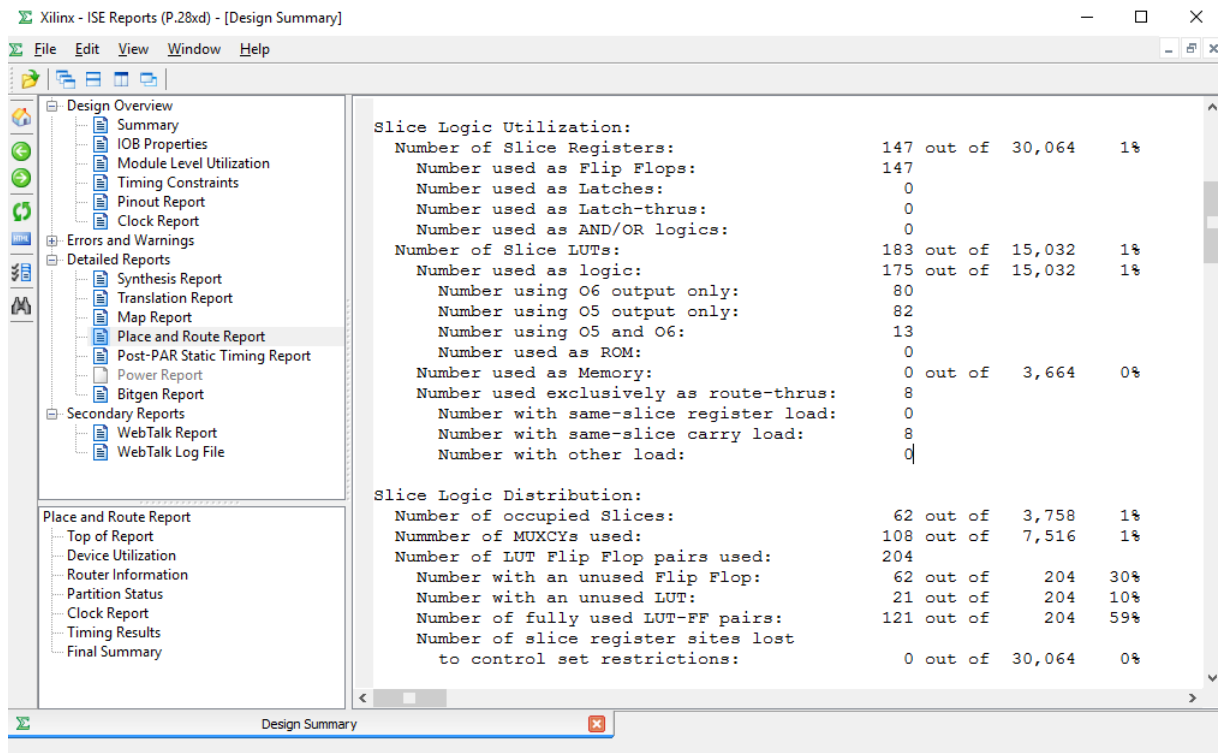 Xilinx - ISE Reports (P.28xd) - [Design Summary]
File Edit View Window Help
Design Overview
Summary
IOB Properties
Module Level Utilization
Timing Constraints
Pinout Report
Clock Report
Errors and Warnings
Detailed Reports
Synthesis Report
Translation Report
Map Report
Place and Route Report
Post-PAR Static Timing Report
Power Report
Bitgen Report
Secondary Reports
WebTalk Report
WebTalk Log File
Place and Route Report
Top of Report
Device Utilization
Router Information
Partition Status
Clock Report
Timing Results
Final Summary
Slice Logic Utilization:
Number of Slice Registers: 147 out of 30,064 1%
Number used as Flip Flops: 147
Number used as Latches: 0
Number used as Latch-thrus: 0
Number used as AND/OR logics: 0
Number of Slice LUTs: 183 out of 15,032 1%
Number used as logic: 175 out of 15,032 1%
Number using O6 output only: 80
Number using O5 output only: 82
Number using O5 and O6: 13
Number used as ROM: 0
Number used as Memory: 0 out of 3,664 0%
Number used exclusively as route-thrus: 8
Number with same-slice register load: 0
Number with same-slice carry load: 8
Number with other load: 0
Slice Logic Distribution:
Number of occupied Slices: 62 out of 3,758 1%
Nummber of MUXCYs used: 108 out of 7,516 1%
Number of LUT Flip Flop pairs used: 204
Number with an unused Flip Flop: 62 out of 204 30%
Number with an unused LUT: 21 out of 204 10%
Number of fully used LUT-FF pairs: 121 out of 204 59%
Number of slice register sites lost
to control set restrictions: 0 out of 30,064 0%
Design Summary